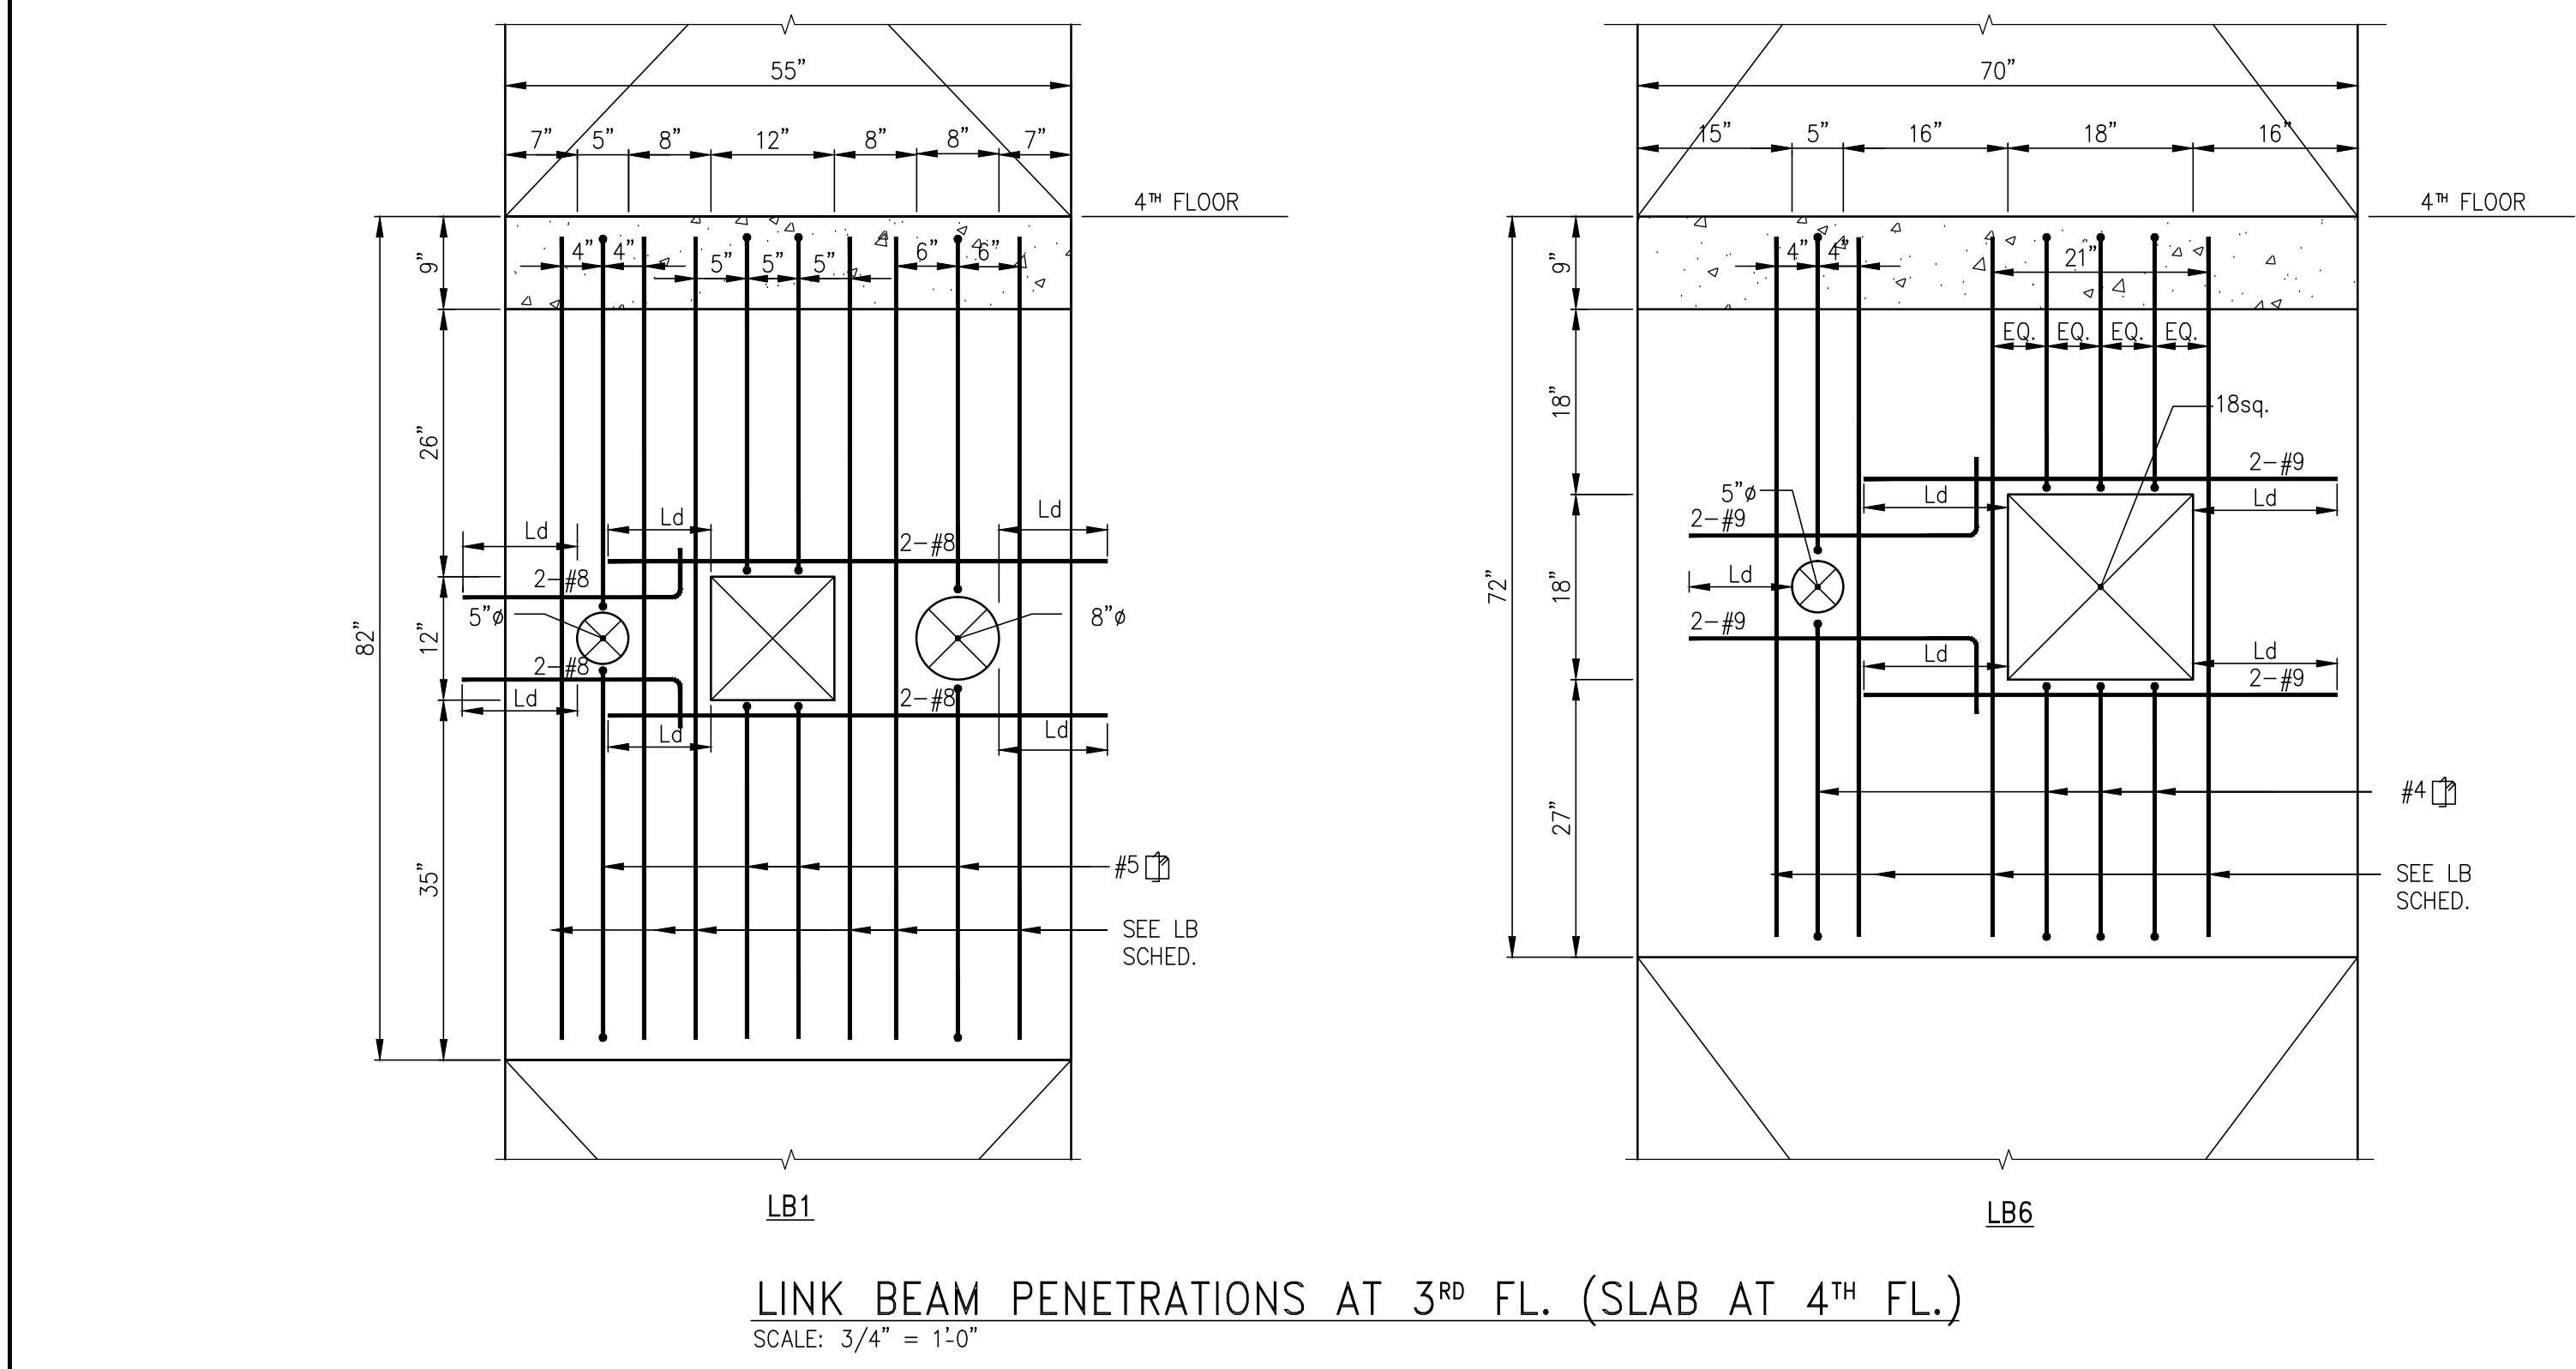 55”
7”
5”
8”
12”
8”
8”
7”
4TH FLOOR
9”
4”
4”
5”
5”
5”
6”
6”
26”
Ld
Ld
Ld
2-#8
2-#8
5”ø
12”
82”
8”ø
2-#8
2-#8
Ld
Ld
Ld
35”
#5
SEE LB
SCHED.
LB1
70”
15”
5”
16”
18”
16”
4TH FLOOR
9”
4”
4”
21”
EQ.
EQ.
EQ.
EQ.
18”
18sq.
2-#9
5”ø
Ld
Ld
2-#9
Ld
18”
72”
2-#9
Ld
Ld
2-#9
27”
#4
SEE LB
SCHED.
LB6
LINK BEAM PENETRATIONS AT 3RD FL. (SLAB AT 4TH FL.)
SCALE: 3/4” = 1'-0”